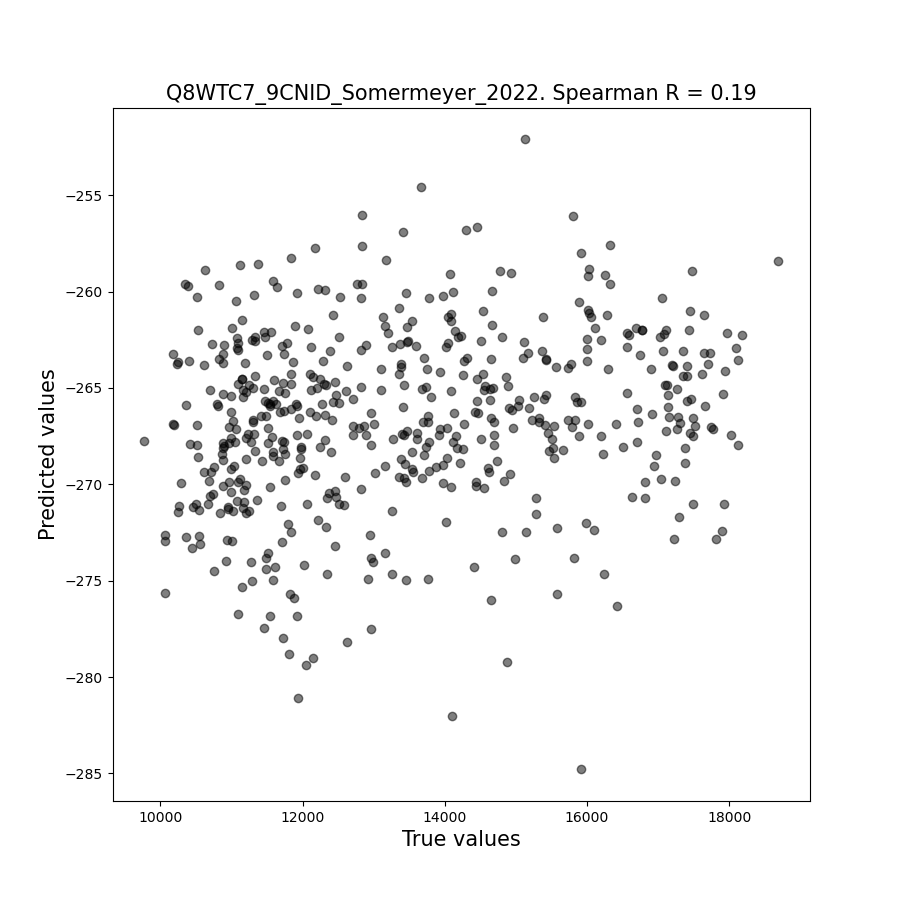 Q8WTC7_9CNID_Somermeyer_2022. Spearman R = 0.19
Predicted values
−255
−260
−265
−270
−275
−280
−285
10000 12000 14000 16000 18000
True values